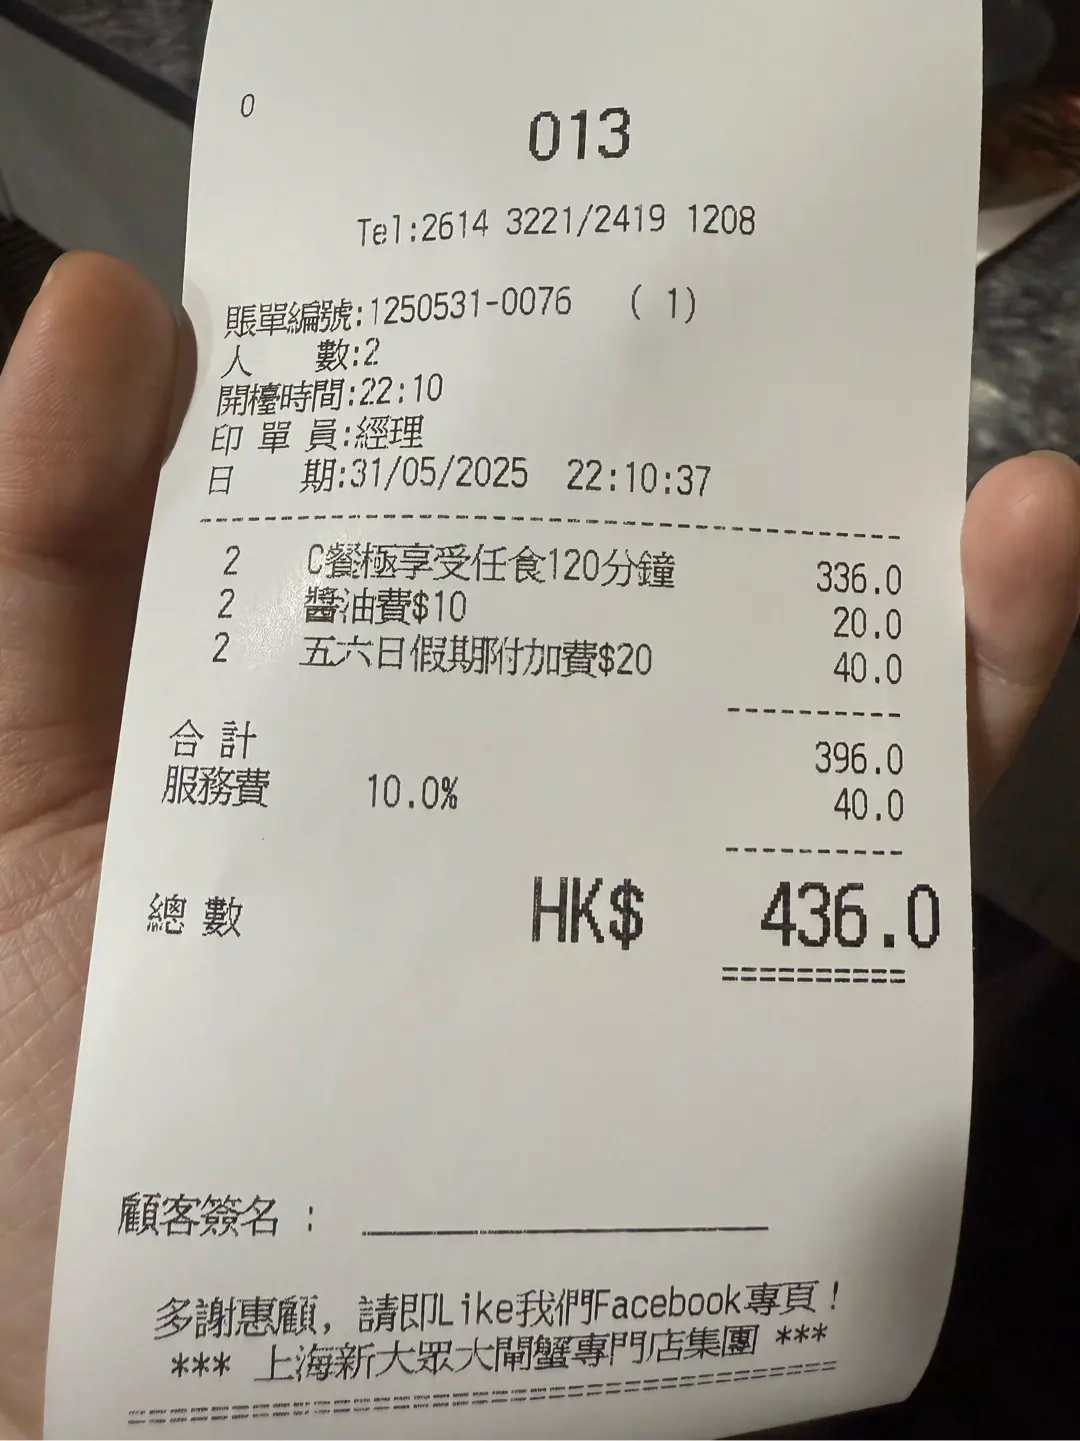 0
013
Tel:2614 3221/2419 1208
賬單編號:1250531-0076 ( 1)
人 數:2
開檯時間:22:10
印 單 員:經理
日 期:31/05/2025 22:10:37
2 C餐極享受任食120分鐘 336.0
2 醬油費$10 20.0
2 五六日假期附加費$20 40.0
合 計 396.0
服務費 10.0% 40.0
總 數 HK$ 436.0
顧客簽名 :
多謝惠顧, 請即Like我們Facebook專頁!
*** 上海新大眾大閘蟹專門店集團 ***